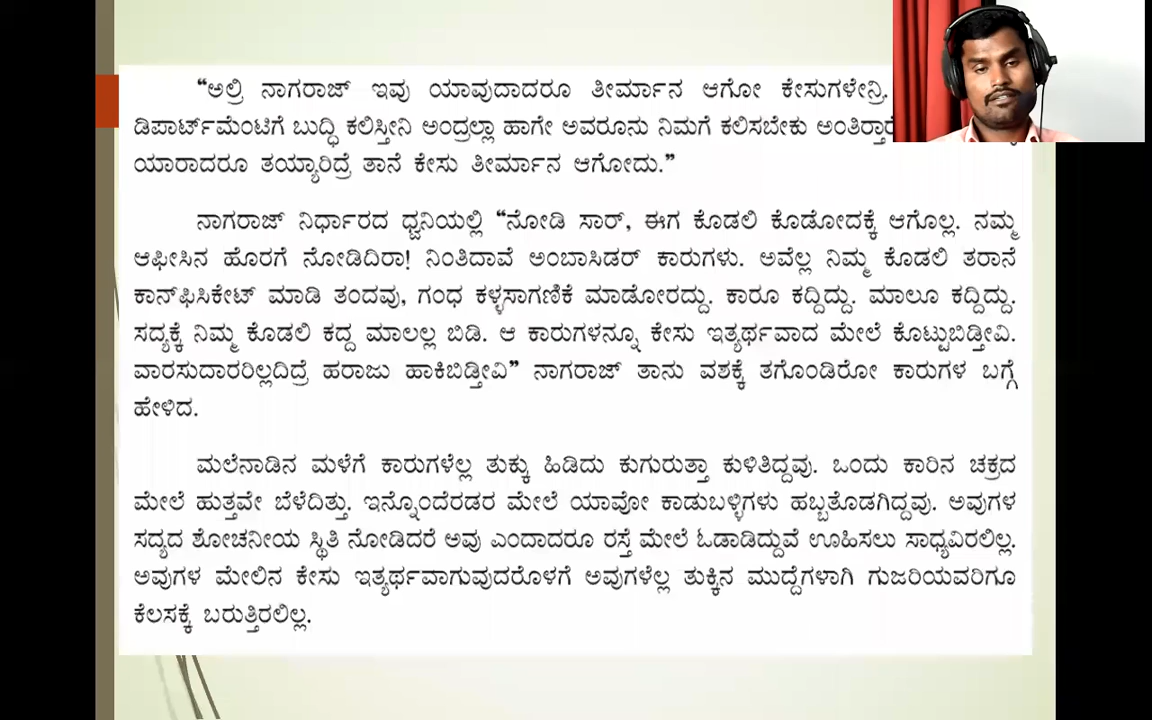 “ಅಲ್ರಿ ನಾಗರಾಜ್ ಇವು ಯಾವುದಾದರೂ ತೀರ್ಮಾನ ಆಗೋ ಕೇಸುಗಳೇನ್ರಿ.
ಡಿಪಾರ್ಟ್‌ಮೆಂಟಿಗೆ ಬುದ್ಧಿ ಕಲಿಸ್ತೀನಿ ಅಂದ್ರಲ್ಲಾ ಹಾಗೇ ಅವರೂನು ನಿಮಗೆ ಕಲಿಸಬೇಕು
ಯಾರಾದರೂ ತಯ್ಯಾರಿದ್ರೆ ತಾನೆ ಕೇಸು ತೀರ್ಮಾನ ಆಗೋದು.”
ನಾಗರಾಜ್ ನಿರ್ಧಾರದ ಧ್ವನಿಯಲ್ಲಿ “ನೋಡಿ ಸಾರ್, ಈಗ ಕೊಡಲಿ ಕೊಡೋದಕ್ಕೆ ಆಗೊಲ್ಲ. ನಮ್ಮ
ಆಫೀಸಿನ ಹೊರಗೆ ನೋಡಿದಿರಾ! ನಿಂತಿದಾವೆ ಅಂಬಾಸಿಡರ್ ಕಾರುಗಳು. ಅವೆಲ್ಲ ನಿಮ್ಮ ಕೊಡಲಿ ತರಾನೆ
ಕಾನ್‌ಫಿಸಿಕೇಟ್ ಮಾಡಿ ತಂದವು, ಗಂಧ ಕಳ್ಳಸಾಗಣಿಕೆ ಮಾಡೋರದ್ದು. ಕಾರೂ ಕದ್ದಿದ್ದು. ಮಾಲೂ ಕದ್ದಿದ್ದು.
ಸದ್ಯಕ್ಕೆ ನಿಮ್ಮ ಕೊಡಲಿ ಕದ್ದ ಮಾಲಲ್ಲ ಬಿಡಿ. ಆ ಕಾರುಗಳನ್ನೂ ಕೇಸು ಇತ್ಯರ್ಥವಾದ ಮೇಲೆ ಕೊಟ್ಟುಬಿಡ್ತೀವಿ.
ವಾರಸುದಾರರಿಲ್ಲದಿದ್ರೆ ಹರಾಜು ಹಾಕಿಬಿಡ್ತೀವಿ” ನಾಗರಾಜ್ ತಾನು ವಶಕ್ಕೆ ತಗೊಂಡಿರೋ ಕಾರುಗಳ ಬಗ್ಗೆ
ಹೇಳಿದ.
ಮಲೆನಾಡಿನ ಮಳೆಗೆ ಕಾರುಗಳೆಲ್ಲ ತುಕ್ಕು ಹಿಡಿದು ಕುಗುರುತ್ತಾ ಕುಳಿತಿದ್ದವು. ಒಂದು ಕಾರಿನ ಚಕ್ರದ
ಮೇಲೆ ಹುತ್ತವೇ ಬೆಳೆದಿತ್ತು. ಇನ್ನೊಂದೆರಡರ ಮೇಲೆ ಯಾವೋ ಕಾಡುಬಳ್ಳಿಗಳು ಹಬ್ಬತೊಡಗಿದ್ದವು. ಅವುಗಳ
ಸದ್ಯದ ಶೋಚನೀಯ ಸ್ಥಿತಿ ನೋಡಿದರೆ ಅವು ಎಂದಾದರೂ ರಸ್ತೆ ಮೇಲೆ ಓಡಾಡಿದ್ದುವೆ ಊಹಿಸಲು ಸಾಧ್ಯವಿರಲಿಲ್ಲ.
ಅವುಗಳ ಮೇಲಿನ ಕೇಸು ಇತ್ಯರ್ಥವಾಗುವುದರೊಳಗೆ ಅವುಗಳೆಲ್ಲ ತುಕ್ಕಿನ ಮುದ್ದೆಗಳಾಗಿ ಗುಜರಿಯವರಿಗೂ
ಕೆಲಸಕ್ಕೆ ಬರುತ್ತಿರಲಿಲ್ಲ.